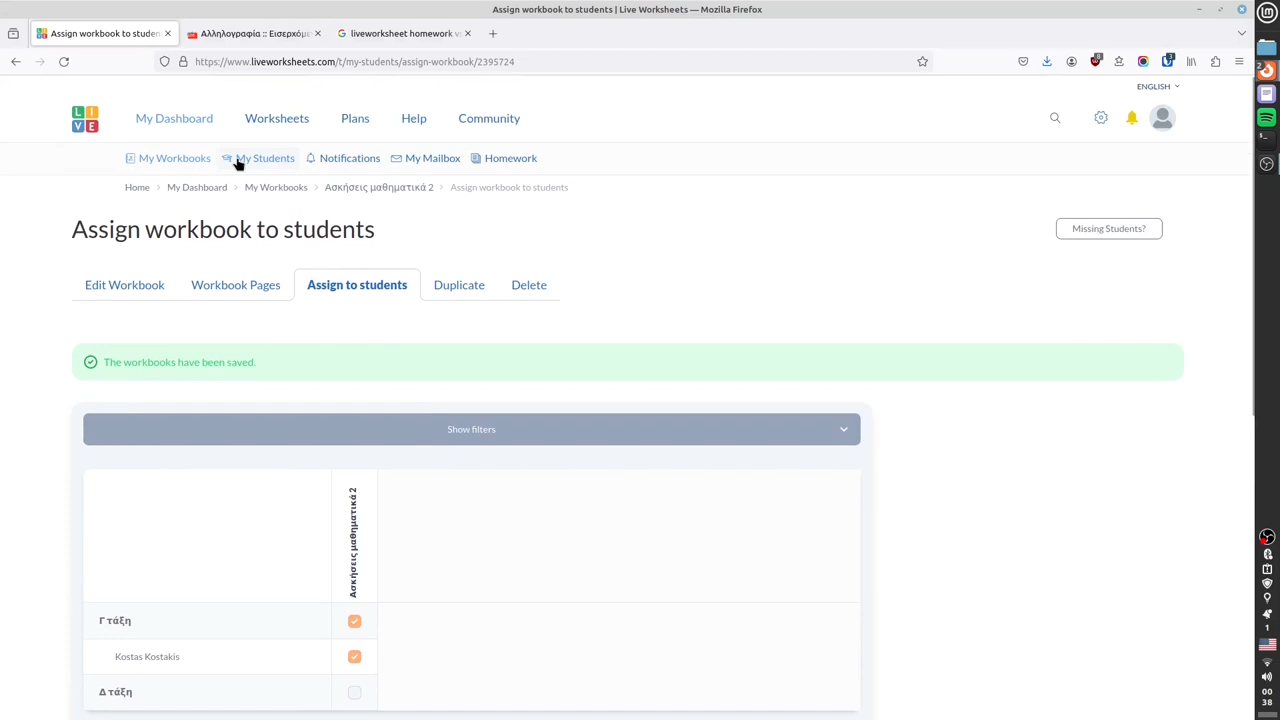 Assign workbook to students | Live Worksheets — Mozilla Firefox
Assign workbook to studen
Αλληλογραφία :: Εισερχόμε
liveworksheet homework v
https://www.liveworksheets.com/t/my-students/assign-workbook/2395724
ENGLISH
LIVE
My Dashboard
Worksheets
Plans
Help
Community
My Workbooks
My Students
Notifications
My Mailbox
Homework
Home
My Dashboard
My Workbooks
Ασκήσεις μαθηματικά 2
Assign workbook to students
Assign workbook to students
Missing Students?
Edit Workbook
Workbook Pages
Assign to students
Duplicate
Delete
The workbooks have been saved.
Show filters
Ασκήσεις μαθηματικά 2
Γ τάξη
Kostas Kostakis
Δ τάξη
1
00
38